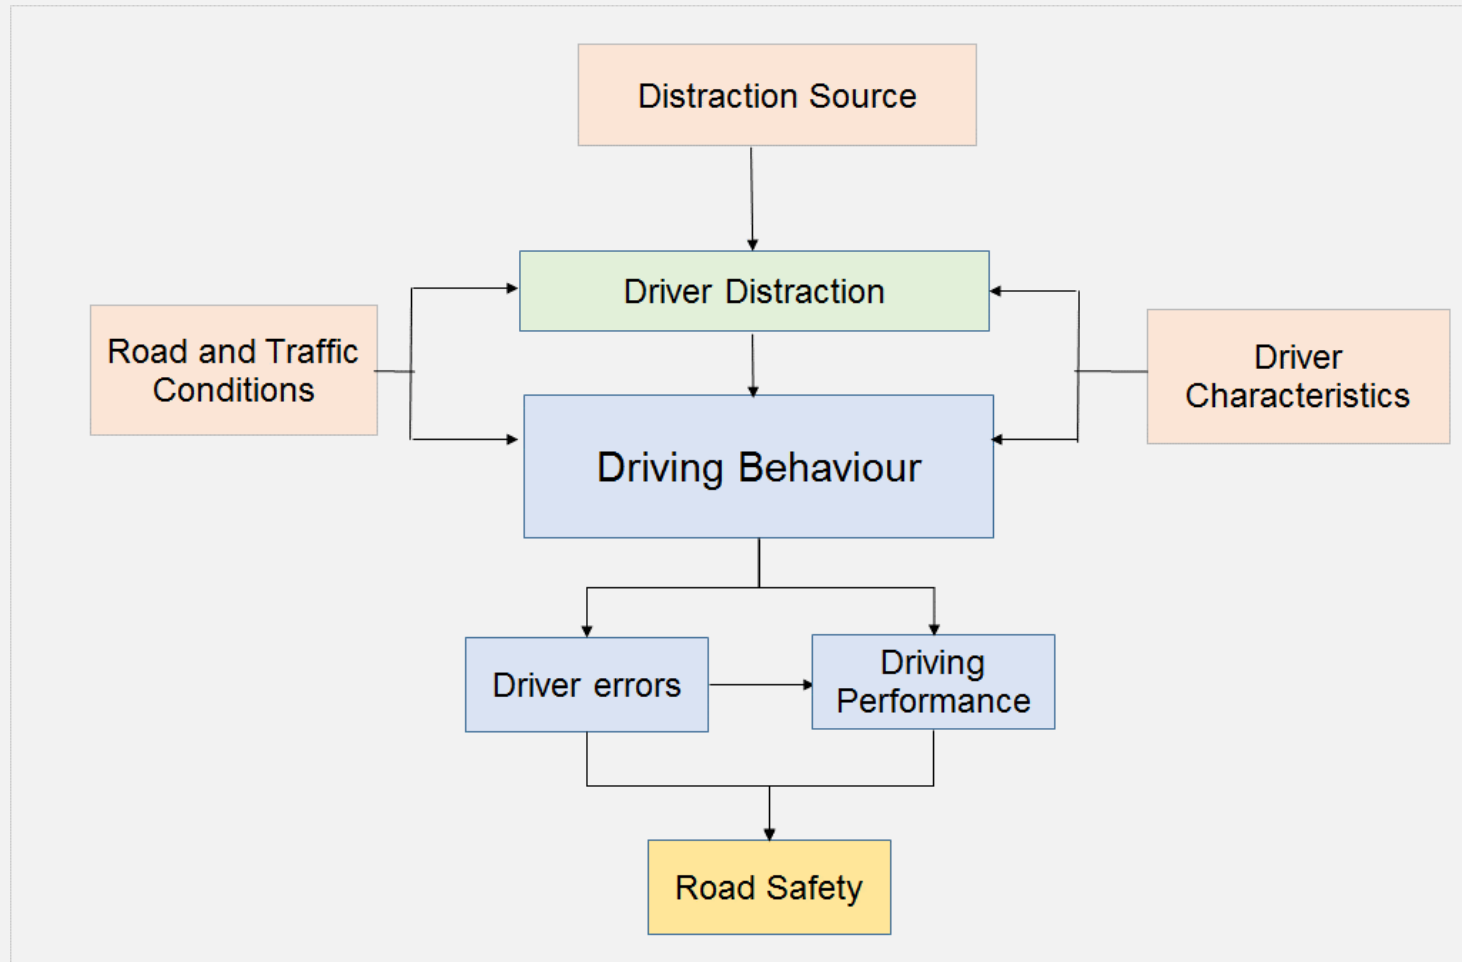 Distraction Source
Driver Distraction
Road and Traffic
Conditions
Driver
Characteristics
Driving Behaviour
Driver errors
Driving
Performance
Road Safety